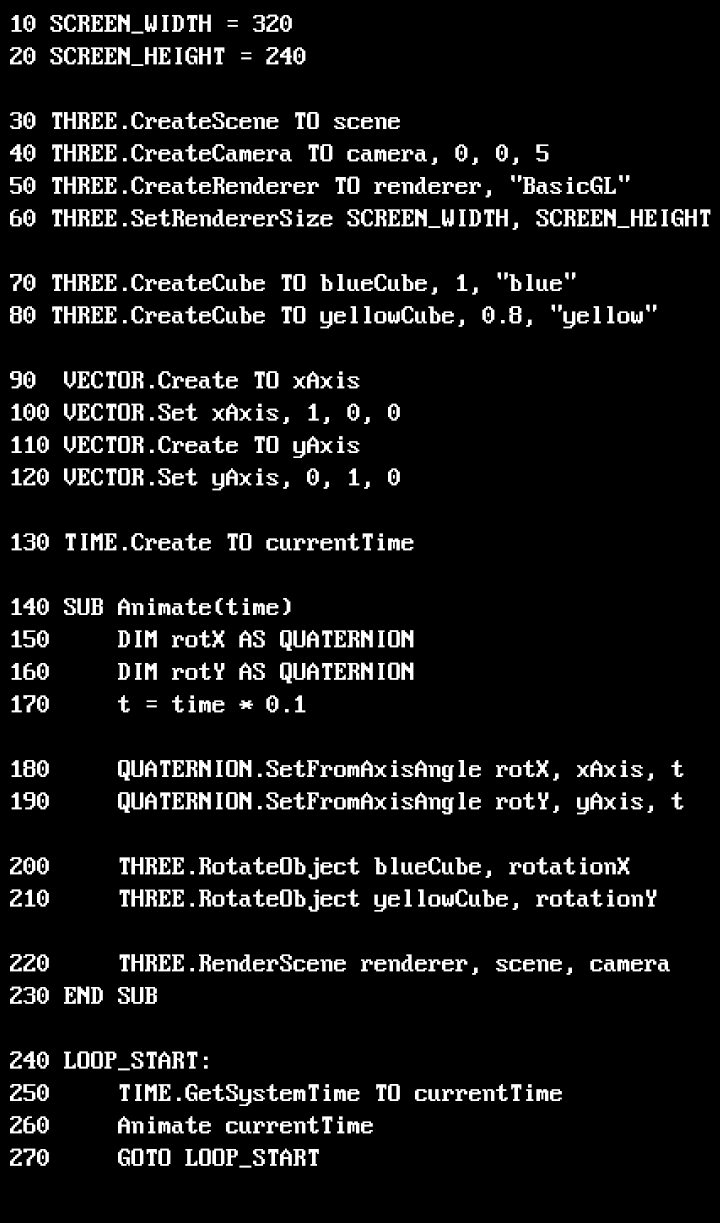 10 SCREEN_WIDTH = 320
20 SCREEN_HEIGHT = 240
30 THREE.CreateScene TO scene
40 THREE.CreateCamera TO camera, 0, 0, 5
50 THREE.CreateRenderer TO renderer, "BasicGL"
60 THREE.SetRendererSize SCREEN_WIDTH, SCREEN_HEIGHT
70 THREE.CreateCube TO blueCube, 1, "blue"
80 THREE.CreateCube TO yellowCube, 0.8, "yellow"
90  VECTOR.Create TO xAxis
100 VECTOR.Set xAxis, 1, 0, 0
110 VECTOR.Create TO yAxis
120 VECTOR.Set yAxis, 0, 1, 0
130 TIME.Create TO currentTime
140 SUB Animate(time)
150     DIM rotX AS QUATERNION
160     DIM rotY AS QUATERNION
170     t = time * 0.1
180     QUATERNION.SetFromAxisAngle rotX, xAxis, t
190     QUATERNION.SetFromAxisAngle rotY, yAxis, t
200     THREE.RotateObject blueCube, rotationX
210     THREE.RotateObject yellowCube, rotationY
220     THREE.RenderScene renderer, scene, camera
230 END SUB
240 LOOP_START:
250     TIME.GetSystemTime TO currentTime
260     Animate currentTime
270     GOTO LOOP_START